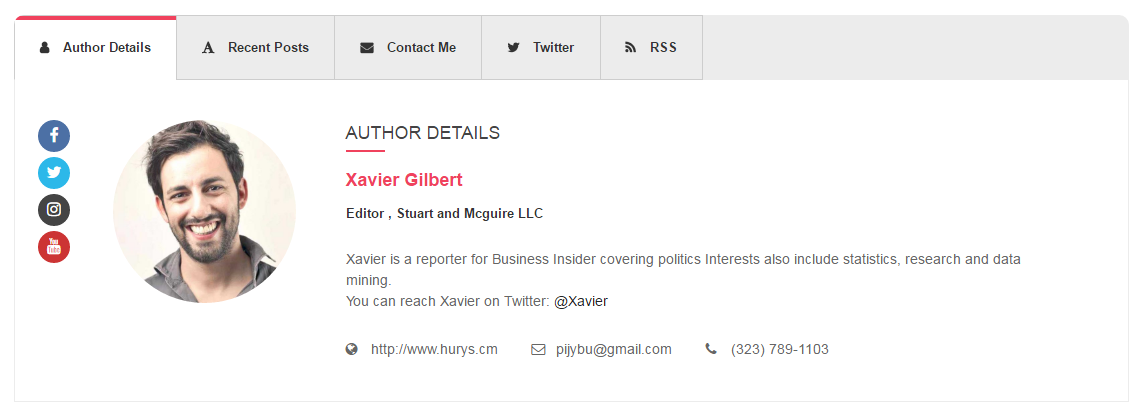 Author Details
Recent Posts
Contact Me
Twitter
RSS
AUTHOR DETAILS
Xavier Gilbert
Editor , Stuart and Mcguire LLC
Xavier is a reporter for Business Insider covering politics Interests also include statistics, research and data
mining.
You can reach Xavier on Twitter: @Xavier
http://www.hurys.cm
pijybu@gmail.com
(323) 789-1103
You
Tube